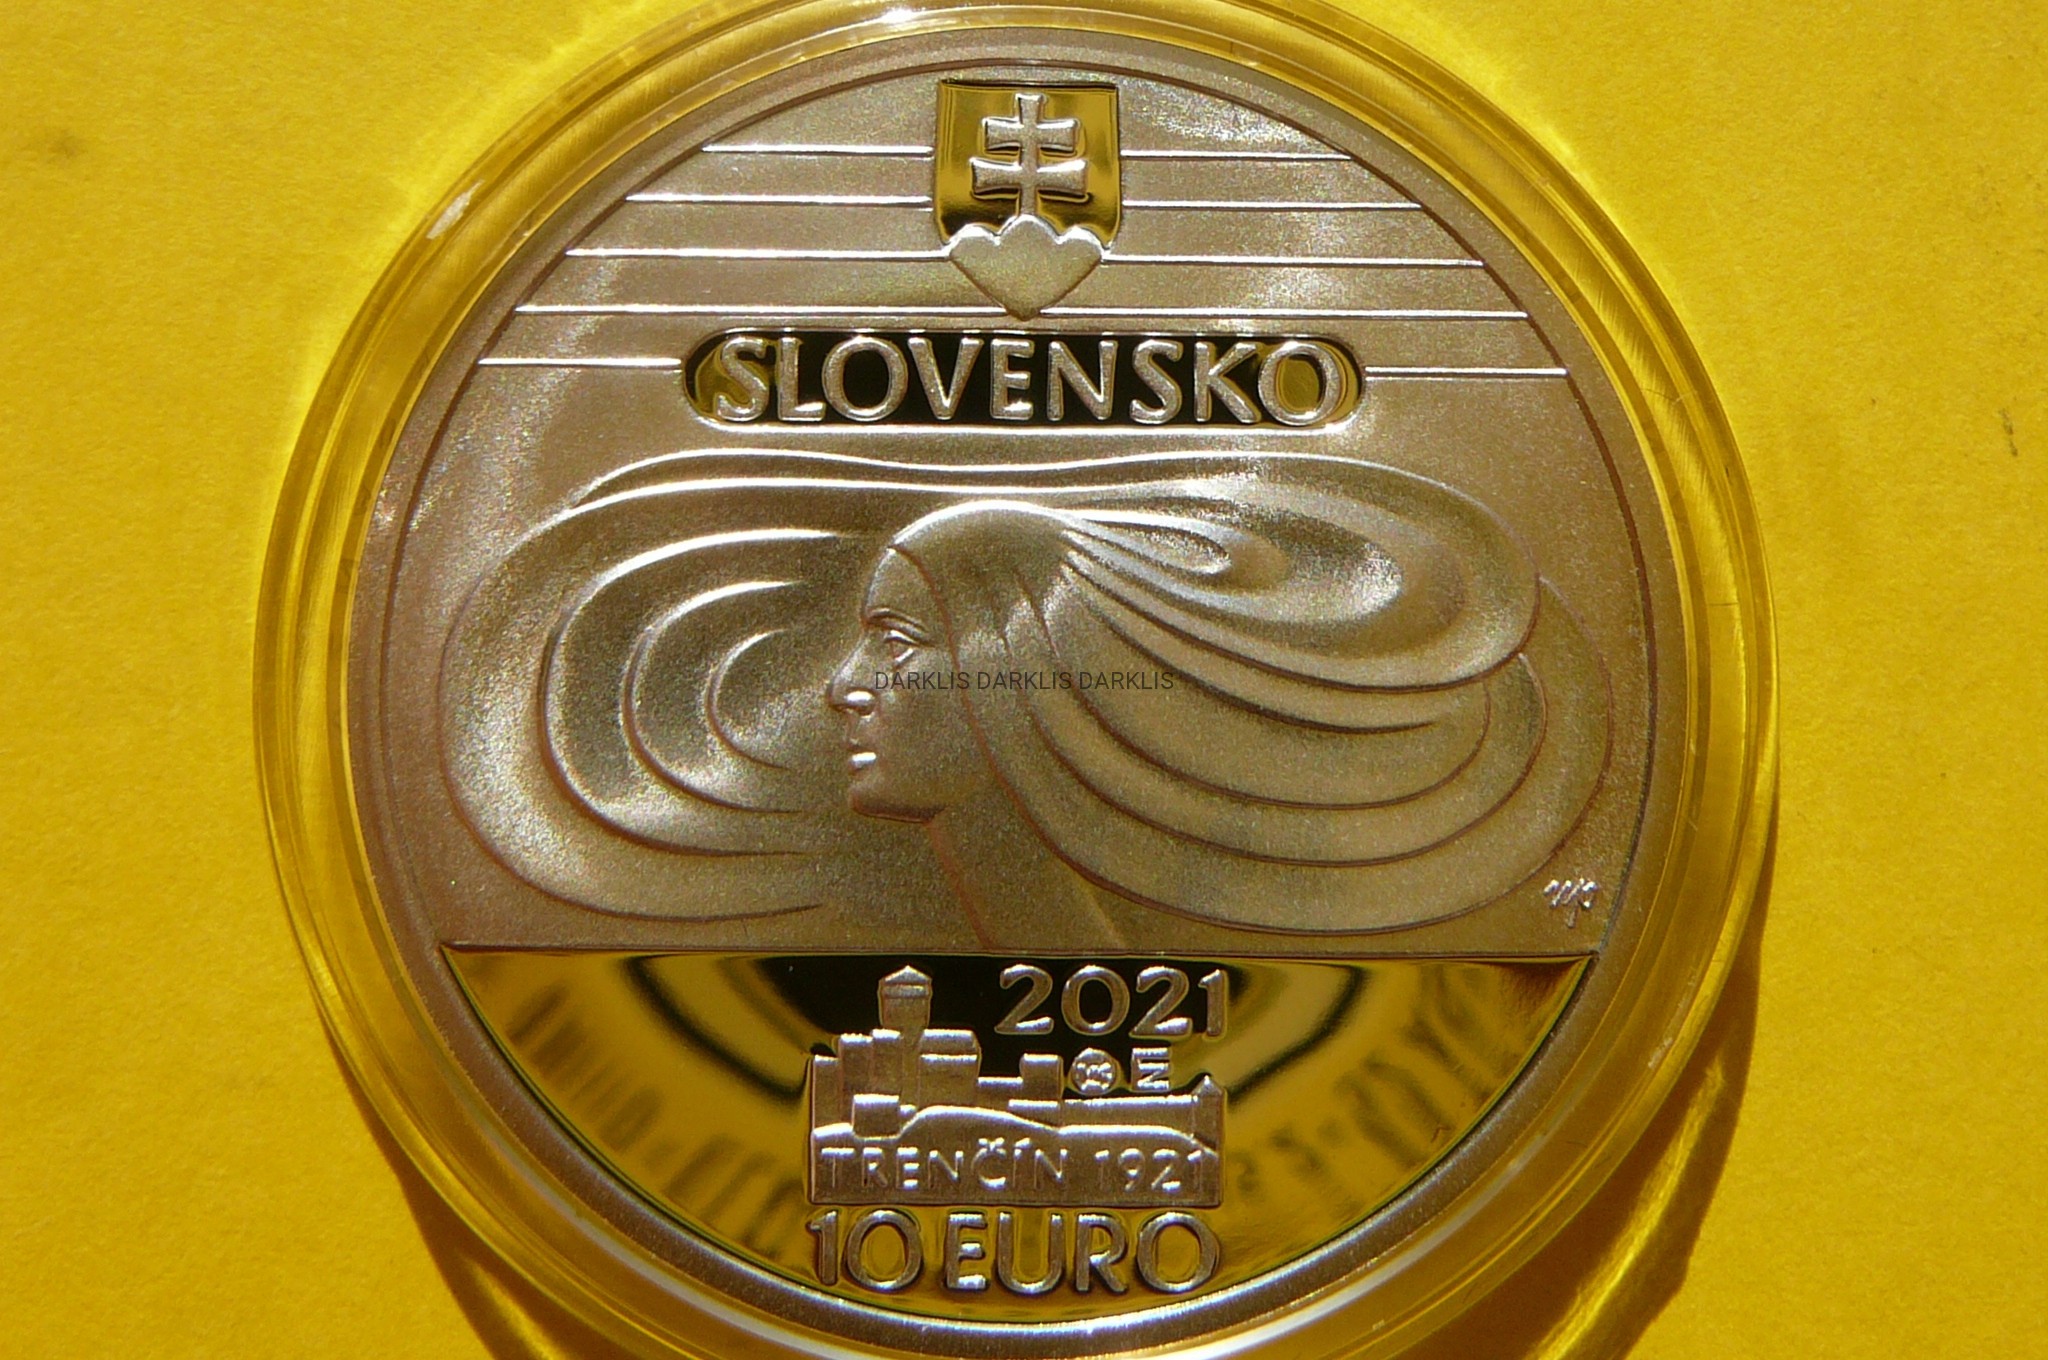 SLOVENSKO
DARKLIS DARKLIS DARKLIS
2021
TRENČÍN 1921
10 EURO